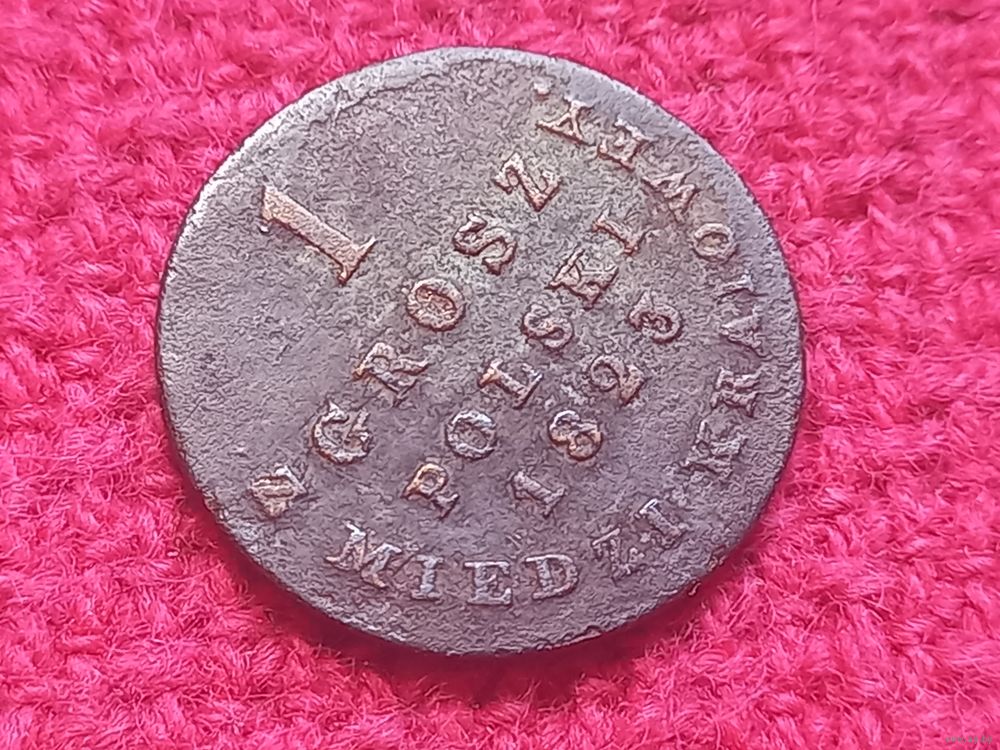 1
GROSZ
POLSKI
1823
Z MIEDZI KRAIOWEY.